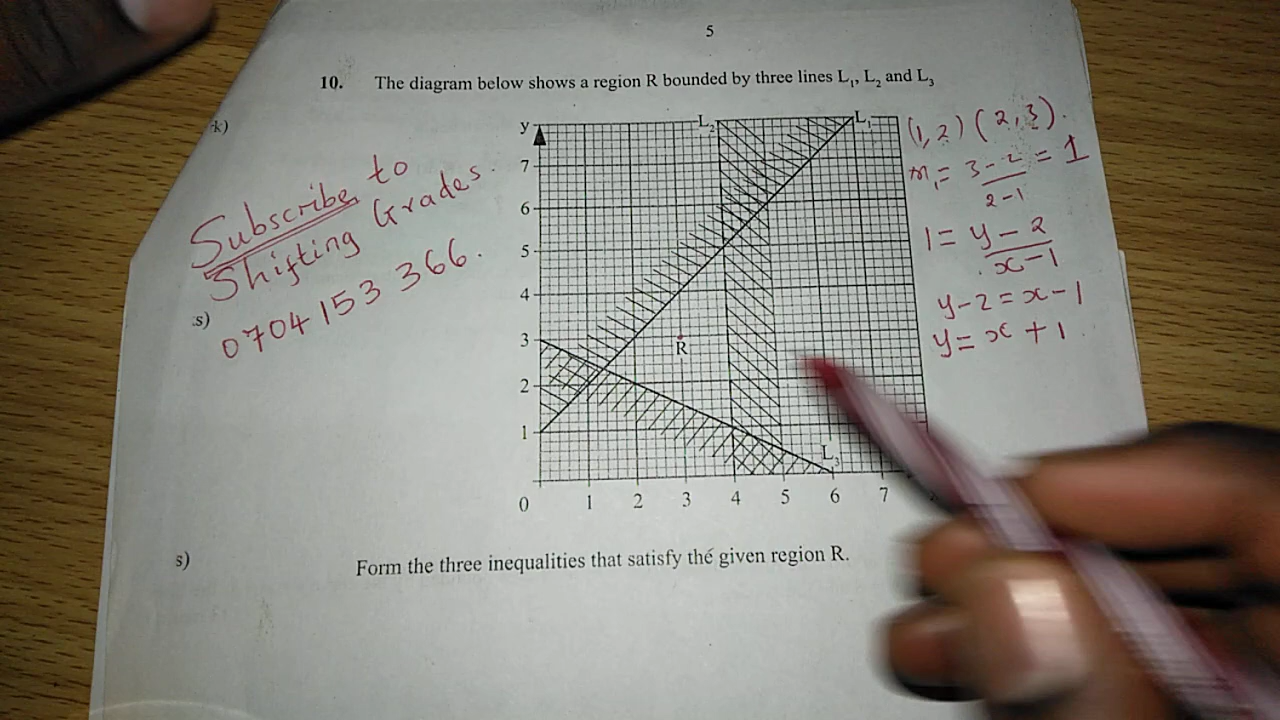 5
10. The diagram below shows a region R bounded by three lines L₁, L₂ and L₃
k)
Subscribe to
Shifting Grades.
0704 153 366.
s)
y
L₂
L₁
7
6
5
4
3
2
1
R
L₃
0 1 2 3 4 5 6 7
(1,2) (2,3).
m₁ = 3-2 / 2-1 = 1
1 = y-2 / x-1
y-2 = x-1
y = x + 1
s)
Form the three inequalities that satisfy the given region R.